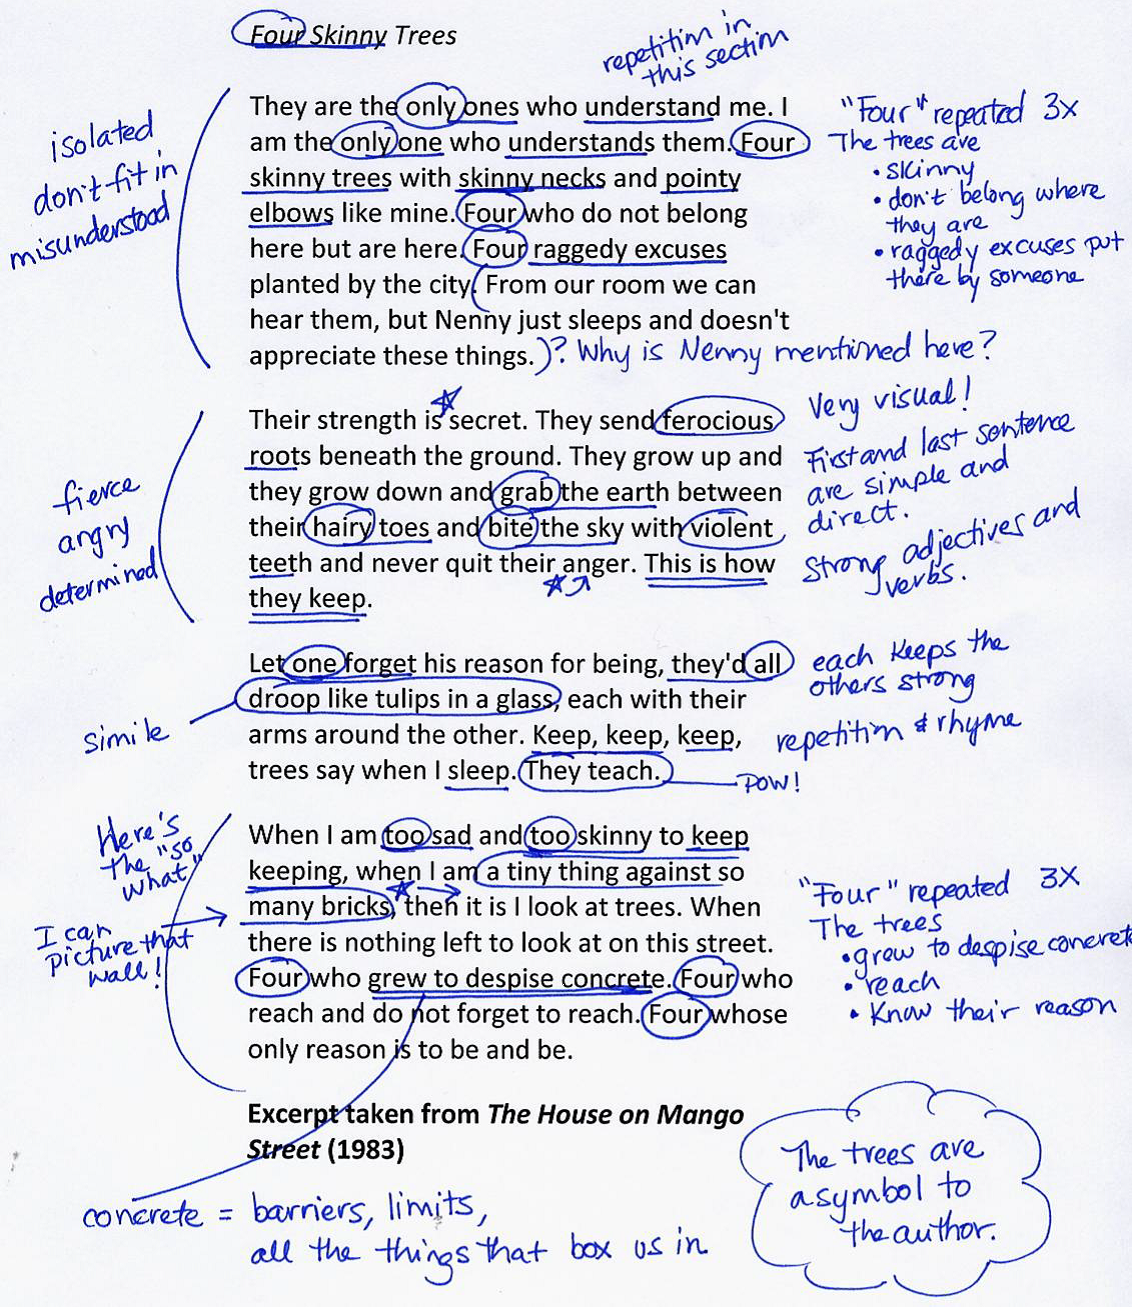 Four Skinny Trees
repetition in
this section
They are the only ones who understand me. I
am the only one who understands them. Four
skinny trees with skinny necks and pointy
elbows like mine. Four who do not belong
here but are here. Four raggedy excuses
planted by the city. From our room we can
hear them, but Nenny just sleeps and doesn't
appreciate these things. )? Why is Nenny mentioned here?
isolated
don't fit in
misunderstood
"Four" repeated 3x
The trees are
• skinny
• don't belong where
they are
• raggedy excuses put
there by someone
Their strength is secret. They send ferocious
roots beneath the ground. They grow up and
they grow down and grab the earth between
their hairy toes and bite the sky with violent
teeth and never quit their anger. This is how
they keep.
fierce
angry
determined
Very visual!
First and last sentence
are simple and
direct.
Strong adjectives and
verbs.
Let one forget his reason for being, they'd all
droop like tulips in a glass, each with their
arms around the other. Keep, keep, keep,
trees say when I sleep. They teach.
simile
each keeps the
others strong
repetition & rhyme
POW!
When I am too sad and too skinny to keep
keeping, when I am a tiny thing against so
many bricks, then it is I look at trees. When
there is nothing left to look at on this street.
Four who grew to despise concrete. Four who
reach and do not forget to reach. Four whose
only reason is to be and be.
Here's
the "so
what"
I can
picture that
wall!
"Four" repeated 3x
The trees
• grew to despise concrete
• reach
• Know their reason
Excerpt taken from The House on Mango
Street (1983)
concrete = barriers, limits,
all the things that box us in
The trees are
a symbol to
the author.